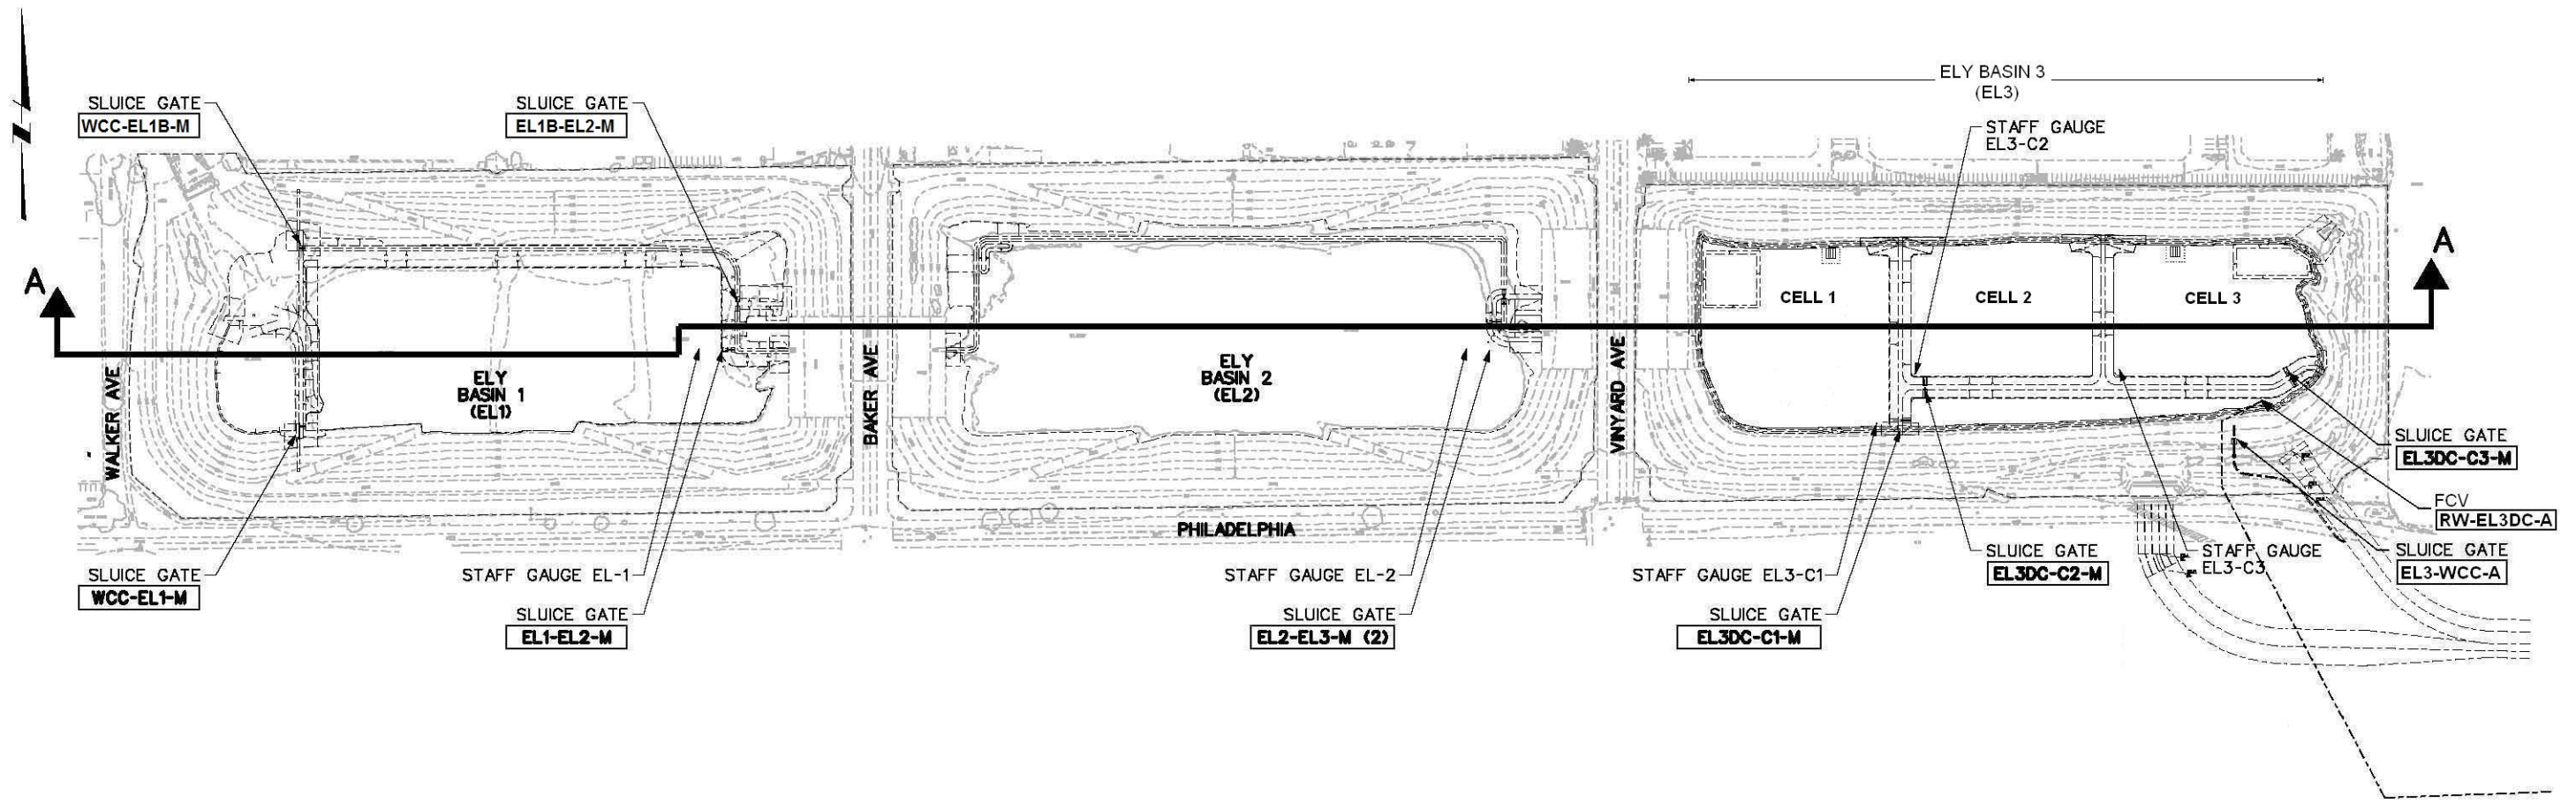 ELY BASIN 3
(EL3)
SLUICE GATE
WCC-EL1B-M
SLUICE GATE
EL1B-EL2-M
STAFF GAUGE
EL3-C2
N
A
A
CELL 1
CELL 2
CELL 3
WALKER AVE
ELY
BASIN 1
(EL1)
BAKER AVE
ELY
BASIN 2
(EL2)
VINYARD AVE
SLUICE GATE
EL3DC-C3-M
FCV
RW-EL3DC-A
PHILADELPHIA
SLUICE GATE
WCC-EL1-M
STAFF GAUGE EL-1
SLUICE GATE
EL1-EL2-M
STAFF GAUGE EL-2
SLUICE GATE
EL2-EL3-M (2)
STAFF GAUGE EL3-C1
SLUICE GATE
EL3DC-C1-M
SLUICE GATE
EL3DC-C2-M
STAFF GAUGE
EL3-C3
SLUICE GATE
EL3-WCC-A